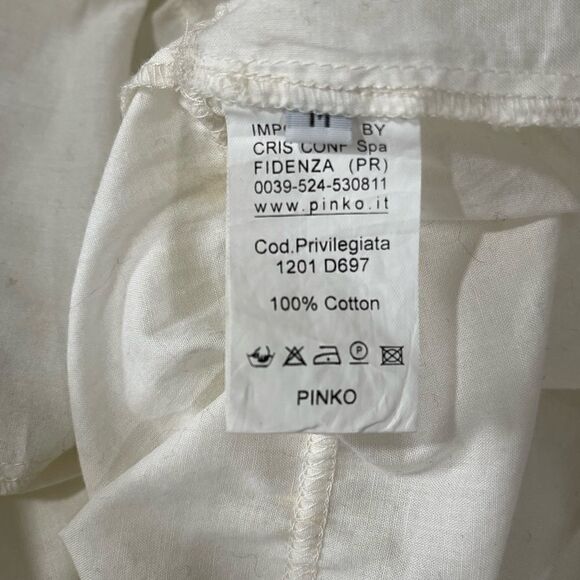 M
BY
CRIS CONF Spa
FIDENZA (PR)
0039-524-530811
www.pinko.it
Cod.Privilegiata
1201 D697
100% Cotton
P
PINKO